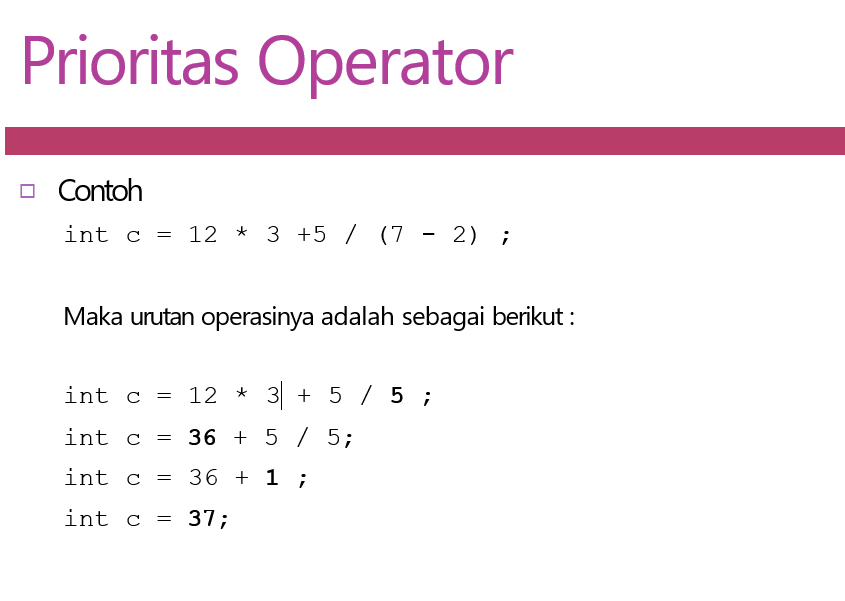 Prioritas Operator
Contoh
int c = 12 * 3 +5 / (7 - 2) ;
Maka urutan operasinya adalah sebagai berikut :
int c = 12 * 3 + 5 / 5 ;
int c = 36 + 5 / 5;
int c = 36 + 1 ;
int c = 37;